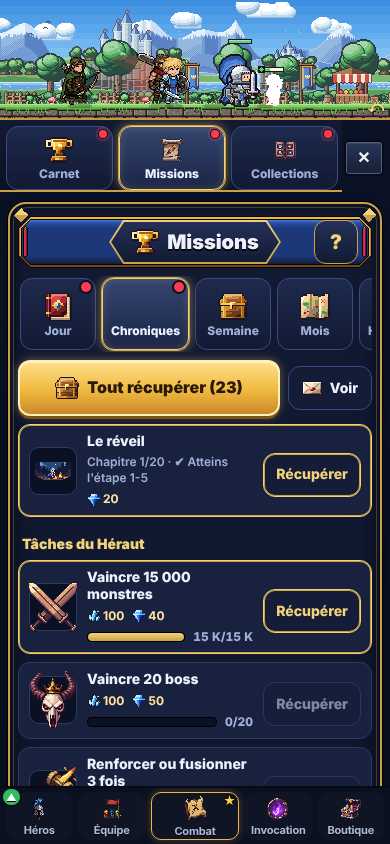 Carnet
Missions
Collections
×
Missions
?
Jour
Chroniques
Semaine
Mois
Tout récupérer (23)
Voir
Le réveil
Chapitre 1/20 · ✔ Atteins
l'étape 1-5
20
Récupérer
Tâches du Héraut
Vaincre 15 000
monstres
100 40
15 K/15 K
Récupérer
Vaincre 20 boss
100 50
0/20
Récupérer
Renforcer ou fusionner
3 fois
Héros
Équipe
Combat
Invocation
Boutique